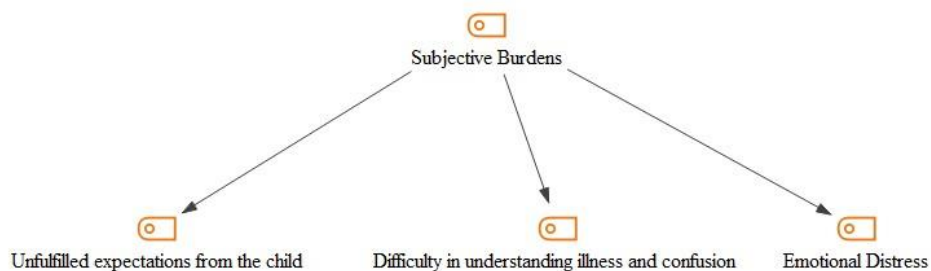 Subjective Burdens
Unfulfilled expectations from the child
Difficulty in understanding illness and confusion
Emotional Distress